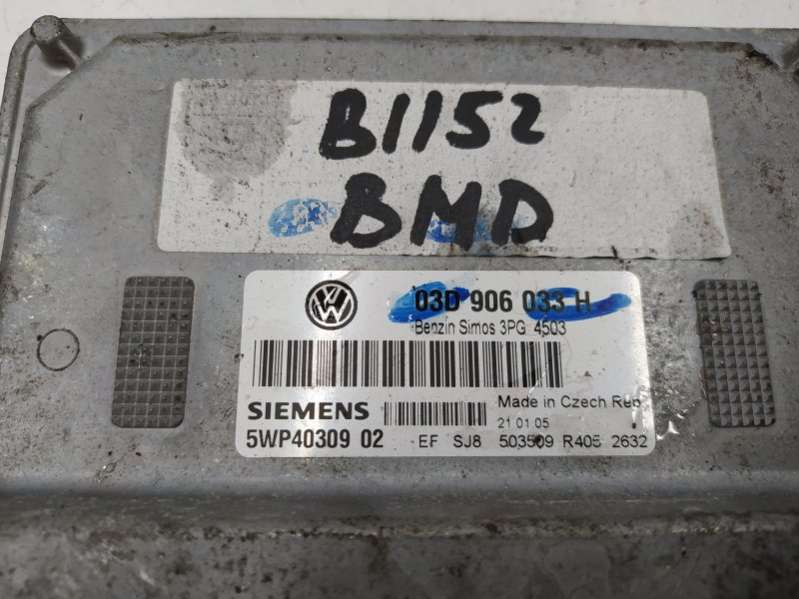 B1152
BMD
03D 906 033 H
Benzin Simos 3PG 4503
Made in Czech Rep
SIEMENS
21 01 05
5WP40309 02 EF SJ8 503509 R405 2632